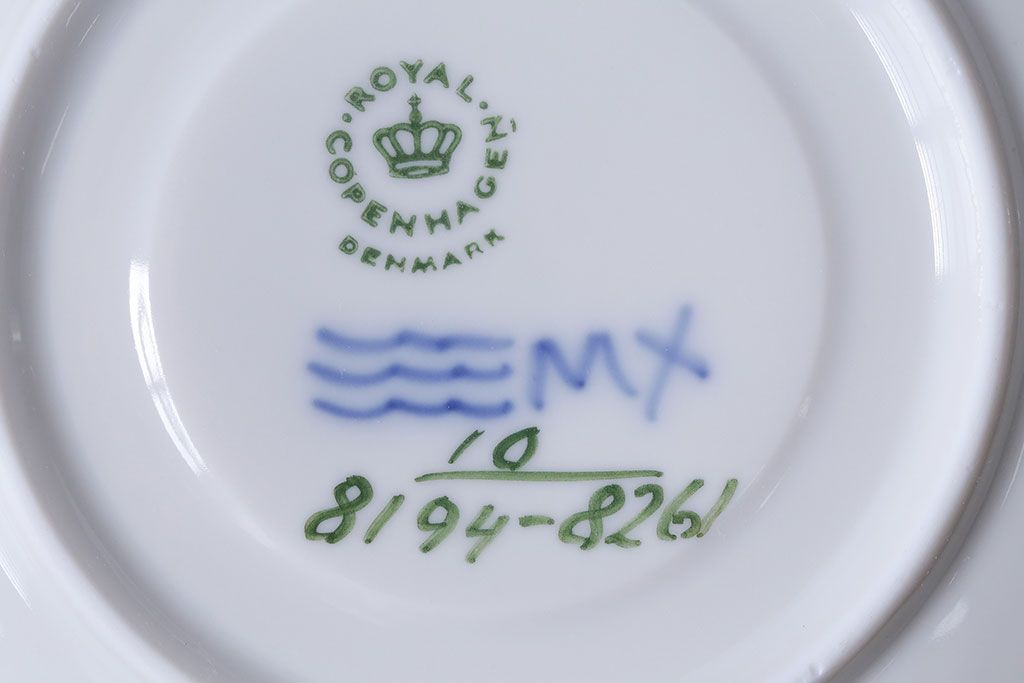 ROYAL
COPENHAGEN
DENMARK
MX
10
8194-8261